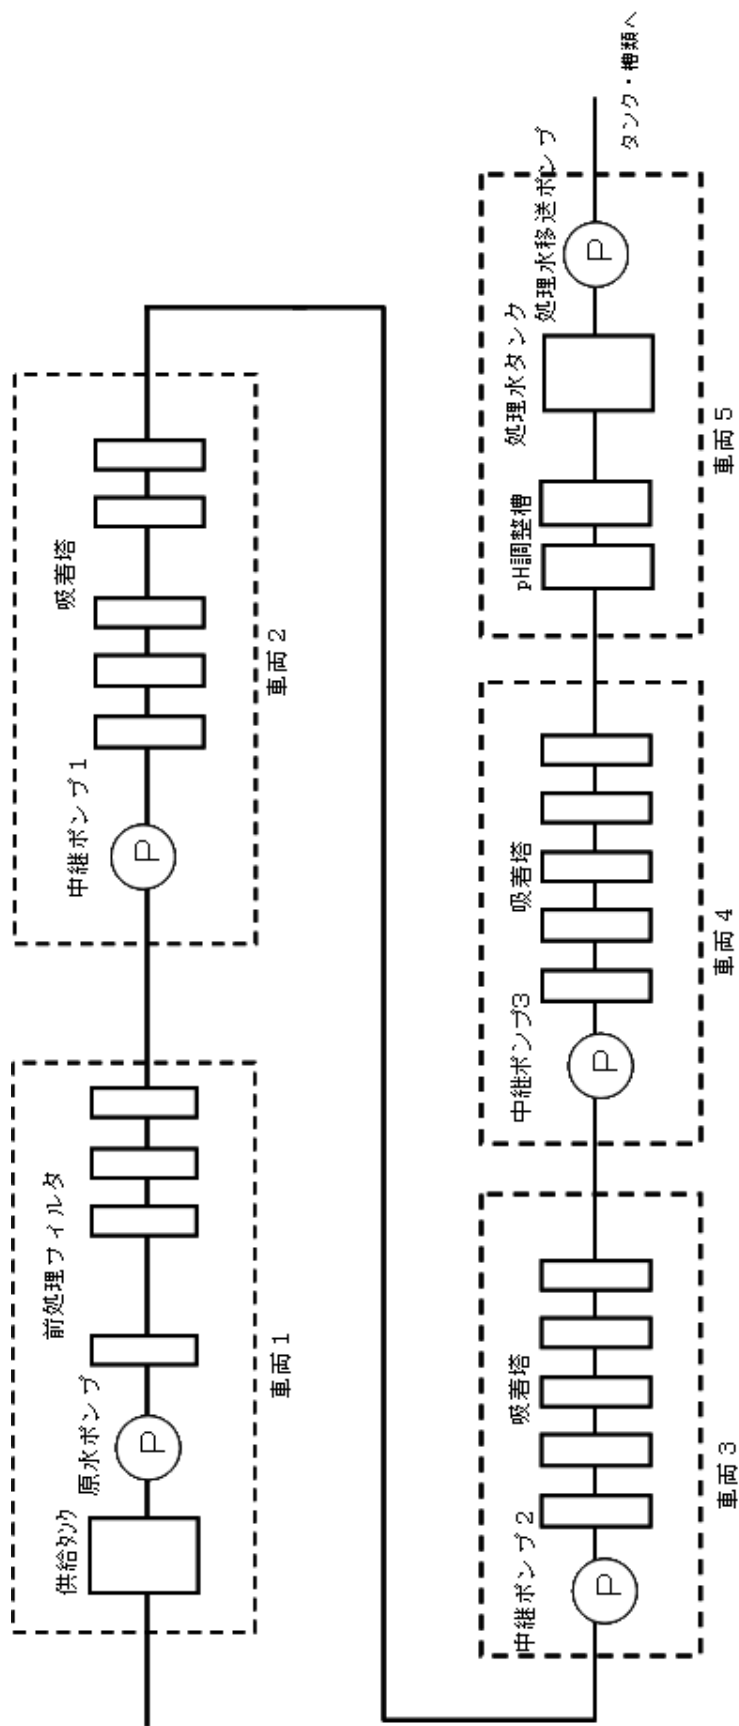 供給タンク
原水ポンプ
P
前処理フィルタ
車両1
中継ポンプ1
P
吸着塔
車両2
中継ポンプ2
P
吸着塔
車両3
中継ポンプ3
P
吸着塔
車両4
pH調整槽
処理水タンク
処理水移送ポンプ
P
車両5
タンク・槽類へ